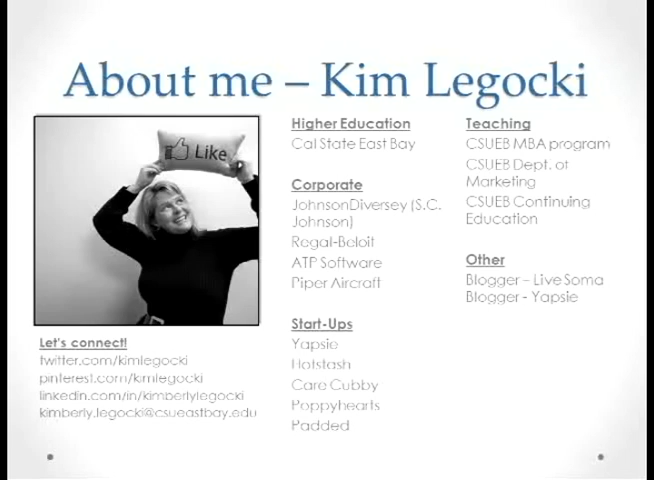 About me – Kim Legocki
Like
Let's connect!
twitter.com/kimlegocki
pinterest.com/kimlegocki
linkedin.com/in/kimberlylegocki
kimberly.legocki@csueastbay.edu
Higher Education
Cal State East Bay
Corporate
JohnsonDiversey (S.C.
Johnson)
Regal-Beloit
ATP Software
Piper Aircraft
Start-Ups
Yapsie
Hotstash
Care Cubby
Poppyhearts
Padded
Teaching
CSUEB MBA program
CSUEB Dept. of
Marketing
CSUEB Continuing
Education
Other
Blogger – Live Soma
Blogger - Yapsie